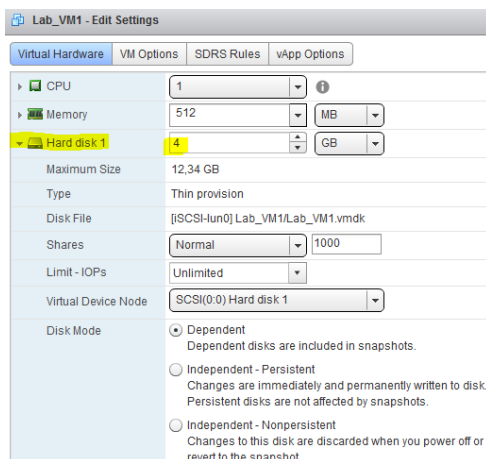 Lab_VM1 - Edit Settings
Virtual Hardware VM Options SDRS Rules vApp Options
CPU 1
Memory 512 MB
Hard disk 1 4 GB
Maximum Size 12,34 GB
Type Thin provision
Disk File [iSCSI-lun0] Lab_VM1/Lab_VM1.vmdk
Shares Normal 1000
Limit - IOPs Unlimited
Virtual Device Node SCSI(0:0) Hard disk 1
Disk Mode Dependent
Dependent disks are included in snapshots.
Independent - Persistent
Changes are immediately and permanently written to disk.
Persistent disks are not affected by snapshots.
Independent - Nonpersistent
Changes to this disk are discarded when you power off or
revert to the snapshot